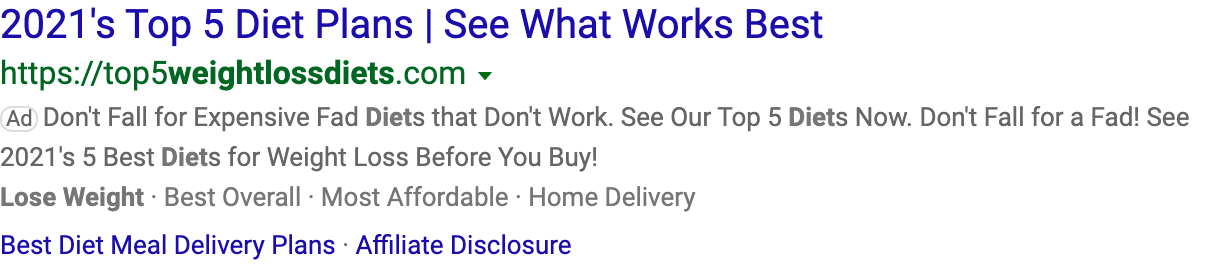 2021's Top 5 Diet Plans | See What Works Best
https://top5weightlossdiets.com
Ad Don't Fall for Expensive Fad Diets that Don't Work. See Our Top 5 Diets Now. Don't Fall for a Fad! See
2021's 5 Best Diets for Weight Loss Before You Buy!
Lose Weight · Best Overall · Most Affordable · Home Delivery
Best Diet Meal Delivery Plans · Affiliate Disclosure